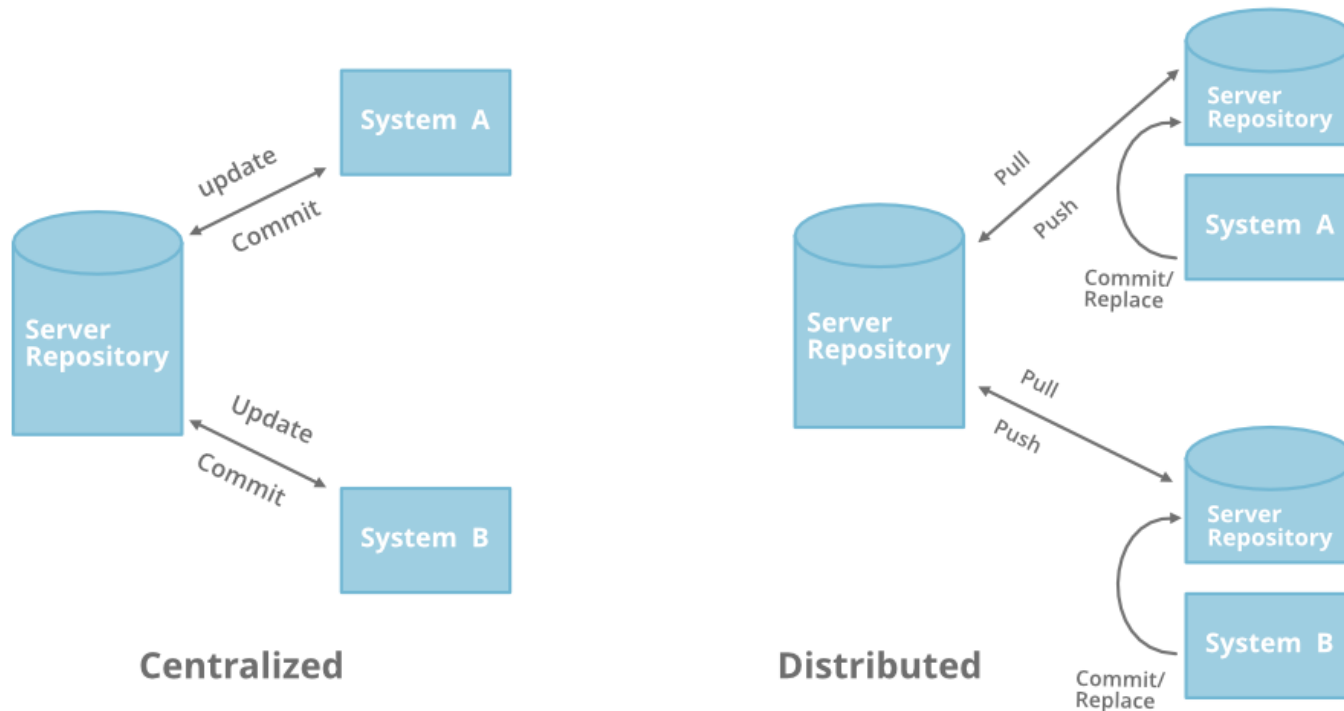 System A
update
Commit
Server
Repository
Update
Commit
System B
Centralized
Server
Repository
Pull
Push
System A
Commit/
Replace
Server
Repository
Pull
Push
Server
Repository
System B
Commit/
Replace
Distributed